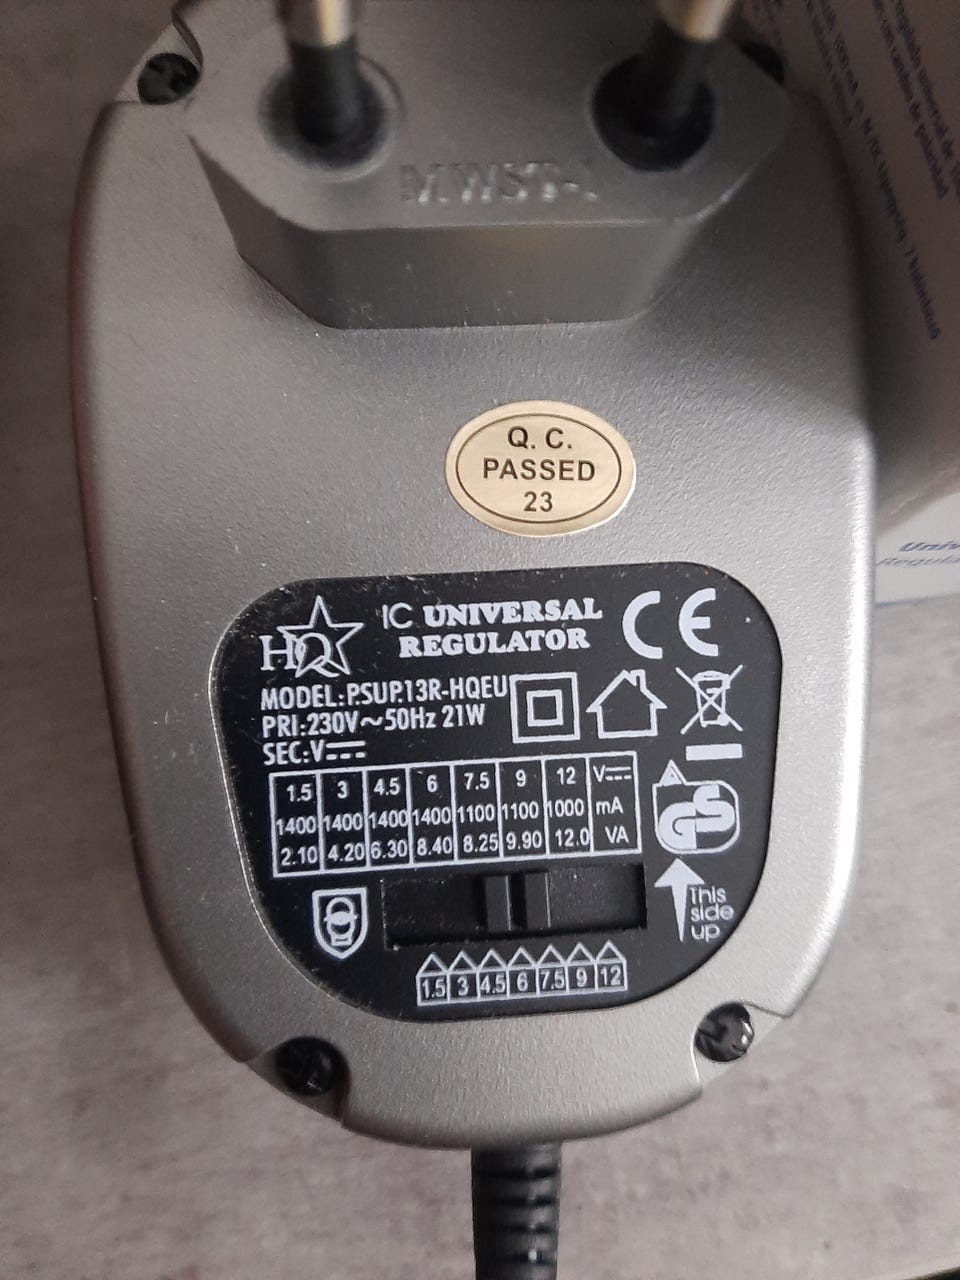 MWST-1
Q. C.
PASSED
23
HQ
IC UNIVERSAL
REGULATOR
CE
MODEL:PSUP.13R-HQEU
PRI:230V~50Hz 21W
SEC:V⎓
1.5 3 4.5 6 7.5 9 12 V⎓
1400 1400 1400 1400 1100 1100 1000 mA
2.10 4.20 6.30 8.40 8.25 9.90 12.0 VA
GS
This
side
up
1.5 3 4.5 6 7.5 9 12